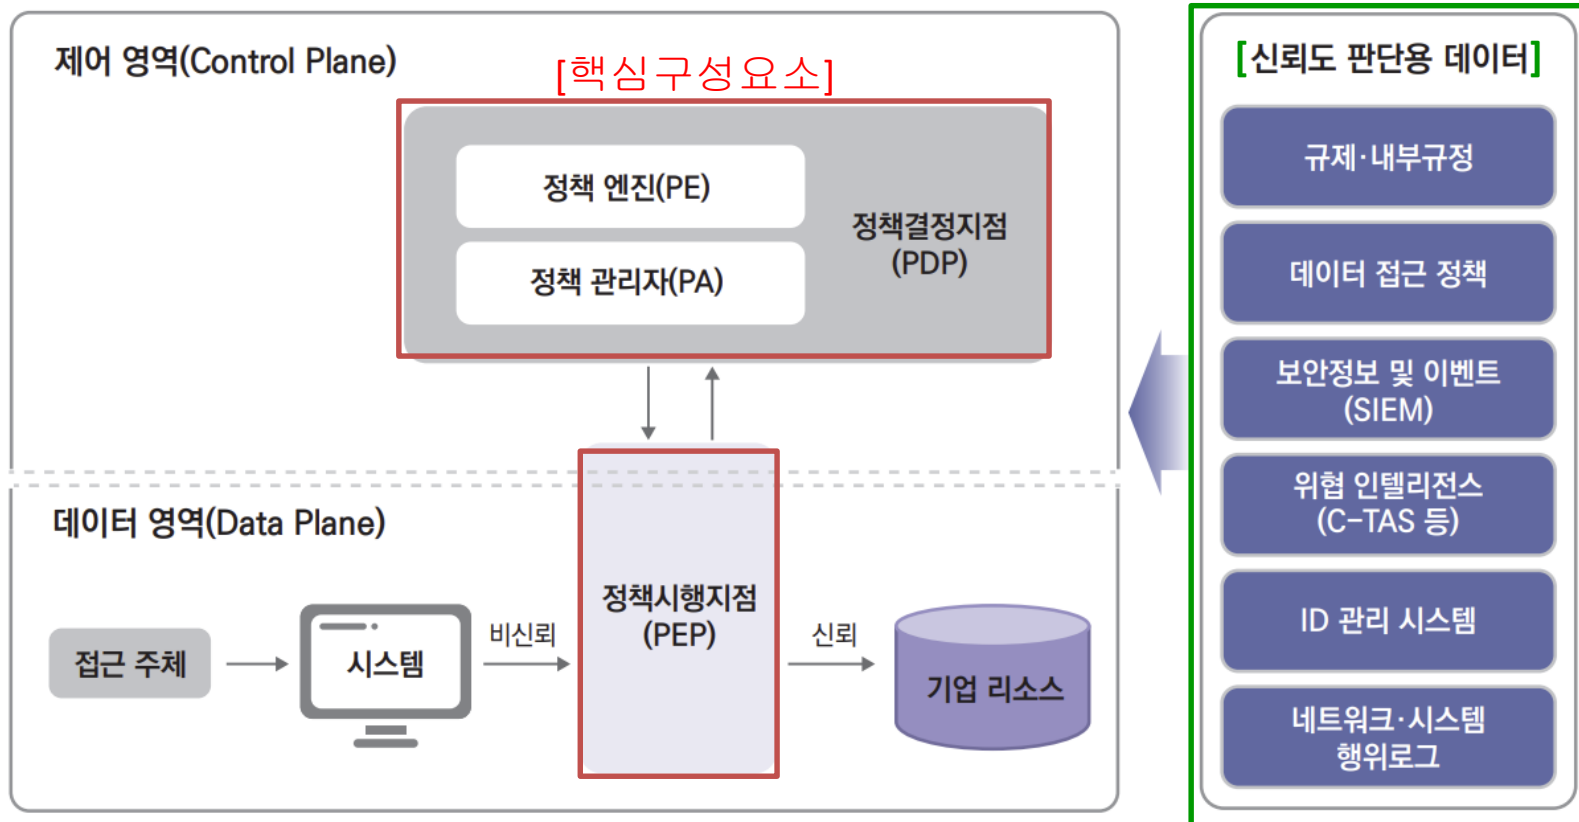 제어 영역(Control Plane)
[핵심구성요소]
정책 엔진(PE)
정책 관리자(PA)
정책결정지점
(PDP)
데이터 영역(Data Plane)
접근 주체
시스템
비신뢰
정책시행지점
(PEP)
신뢰
기업 리소스
[신뢰도 판단용 데이터]
규제·내부규정
데이터 접근 정책
보안정보 및 이벤트
(SIEM)
위협 인텔리전스
(C-TAS 등)
ID 관리 시스템
네트워크·시스템
행위로그